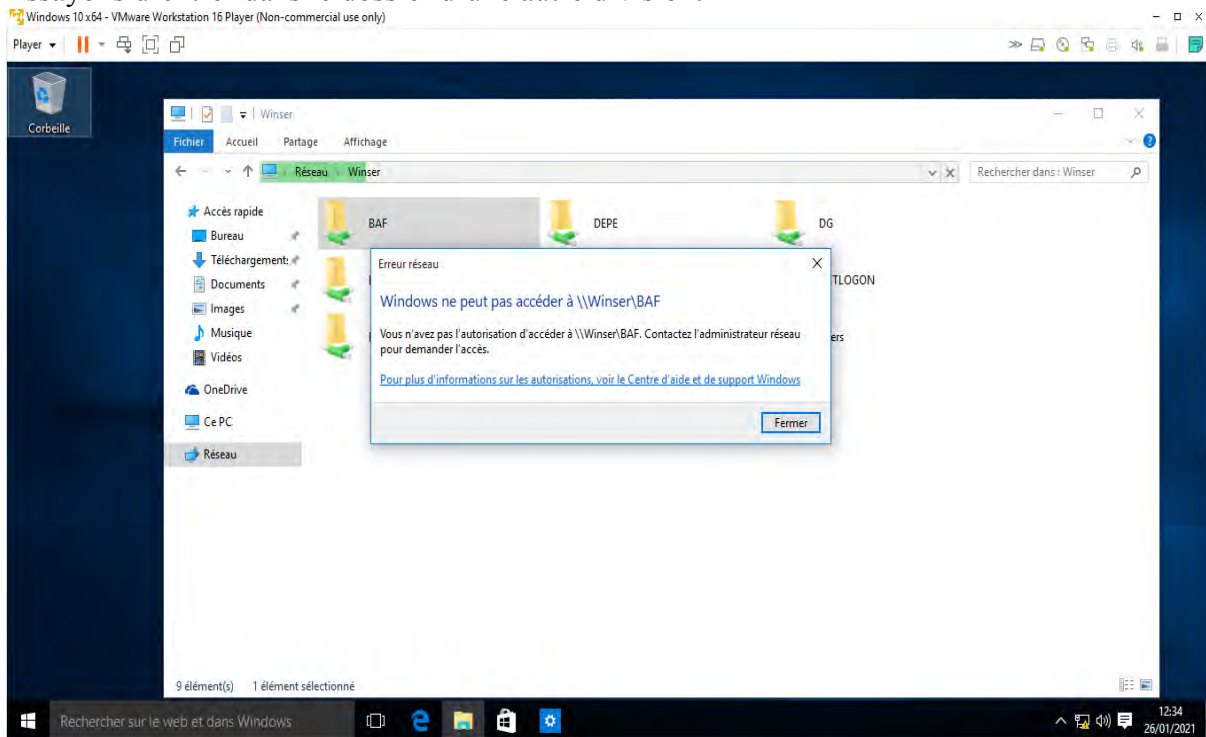 Windows 10 x64 - VMware Workstation 16 Player (Non-commercial use only)
Player
Corbeille
Winser
Fichier Accueil Partage Affichage
Réseau Winser
Rechercher dans : Winser
Accès rapide
Bureau
Téléchargement:
Documents
Images
Musique
Vidéos
OneDrive
Ce PC
Réseau
BAF DEPE DG
TLOGON
ers
Erreur réseau
Windows ne peut pas accéder à \\Winser\BAF
Vous n'avez pas l'autorisation d'accéder à \\Winser\BAF. Contactez l'administrateur réseau
pour demander l'accès.
Pour plus d'informations sur les autorisations, voir le Centre d'aide et de support Windows
Fermer
9 élément(s) 1 élément sélectionné
Rechercher sur le web et dans Windows
12:34
26/01/2021